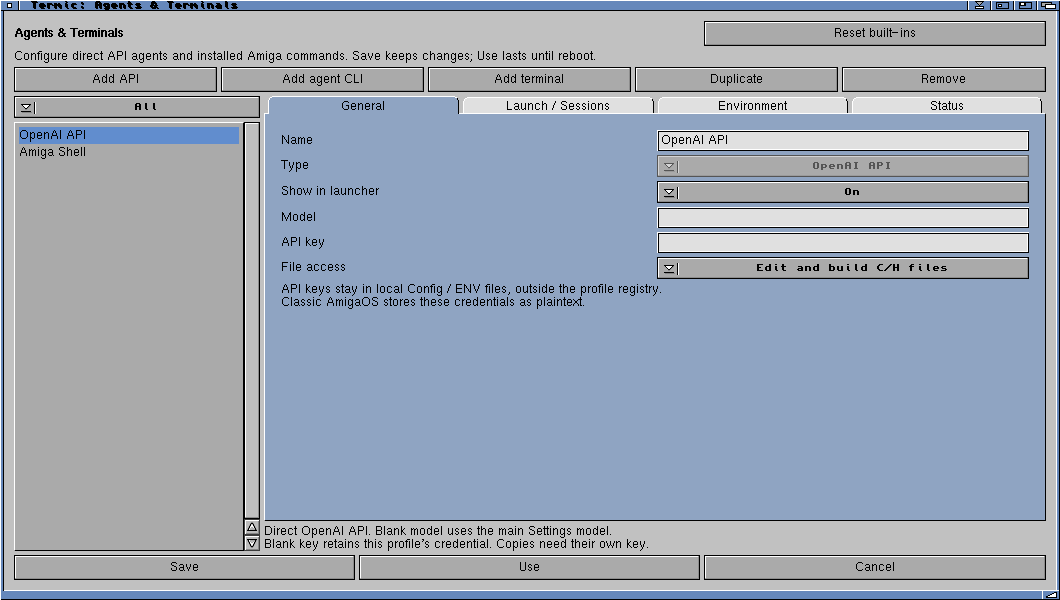 Termic: Agents & Terminals
Agents & Terminals
Reset built-ins
Configure direct API agents and installed Amiga commands. Save keeps changes; Use lasts until reboot.
Add API
Add agent CLI
Add terminal
Duplicate
Remove
All
General
Launch / Sessions
Environment
Status
OpenAI API
Amiga Shell
Name
OpenAI API
Type
OpenAI API
Show in launcher
On
Model
API key
File access
Edit and build C/H files
API keys stay in local Config / ENV files, outside the profile registry.
Classic AmigaOS stores these credentials as plaintext.
Direct OpenAI API. Blank model uses the main Settings model.
Blank key retains this profile's credential. Copies need their own key.
Save
Use
Cancel